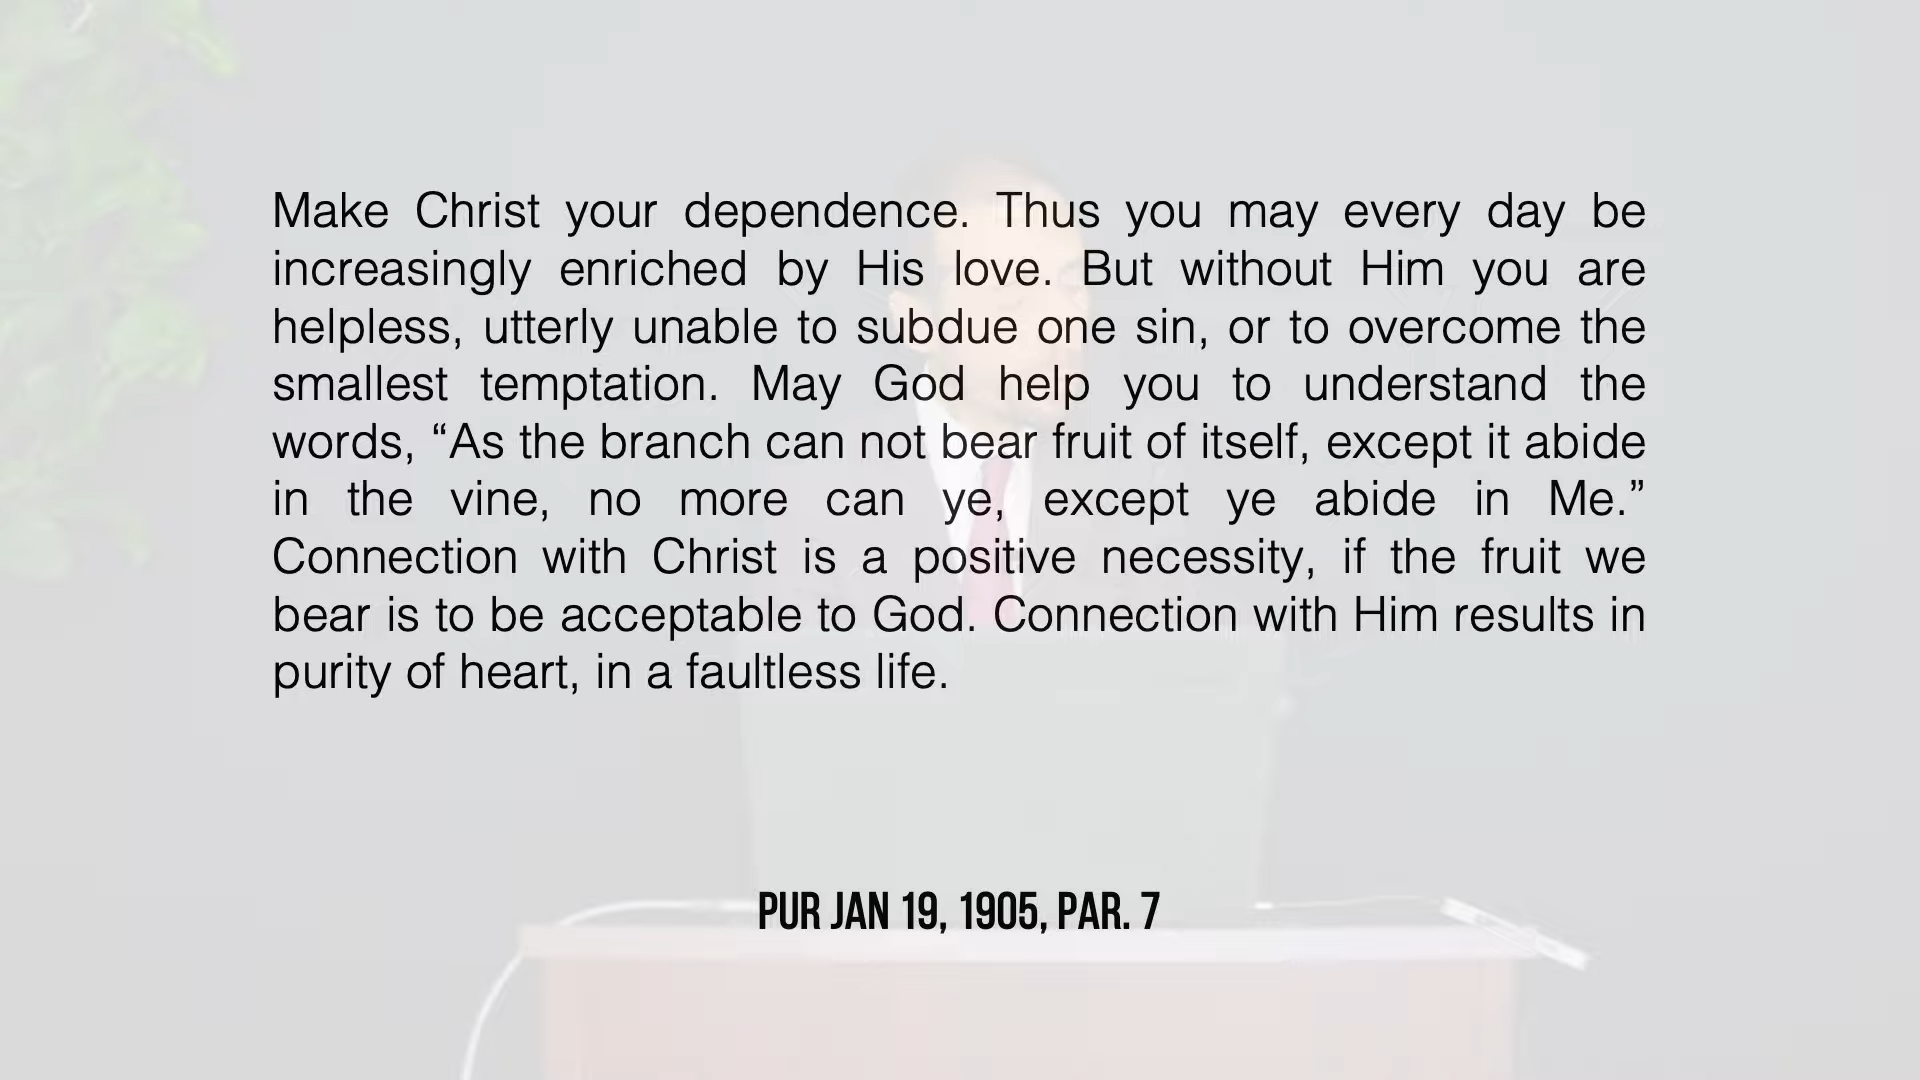 Make Christ your dependence. Thus you may every day be
increasingly enriched by His love. But without Him you are
helpless, utterly unable to subdue one sin, or to overcome the
smallest temptation. May God help you to understand the
words, “As the branch can not bear fruit of itself, except it abide
in the vine, no more can ye, except ye abide in Me.”
Connection with Christ is a positive necessity, if the fruit we
bear is to be acceptable to God. Connection with Him results in
purity of heart, in a faultless life.
PUR JAN 19, 1905, PAR. 7